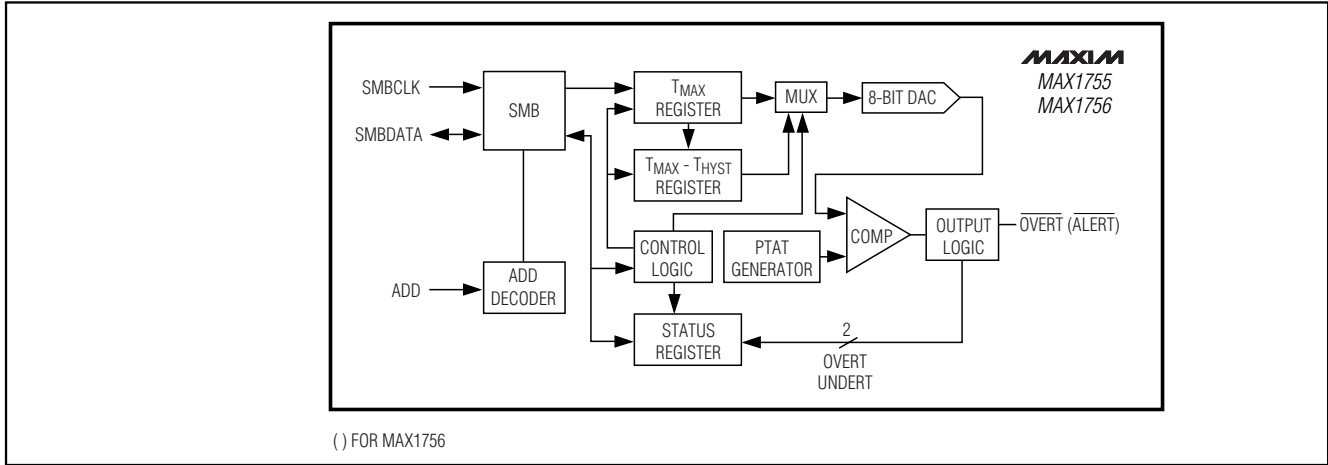 MAXIM
MAX1755
MAX1756
SMBCLK
SMBDATA
SMB
TMAX
REGISTER
MUX
8-BIT DAC
TMAX - THYST
REGISTER
CONTROL
LOGIC
PTAT
GENERATOR
COMP
OUTPUT
LOGIC
OVERT (ALERT)
ADD
ADD
DECODER
STATUS
REGISTER
2
OVERT
UNDERT
( ) FOR MAX1756